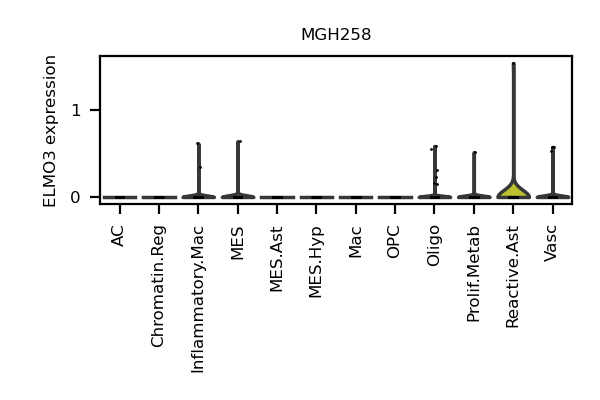 MGH258
ELMO3 expression
1
0
AC
Chromatin.Reg
Inflammatory.Mac
MES
MES.Ast
MES.Hyp
Mac
OPC
Oligo
Prolif.Metab
Reactive.Ast
Vasc